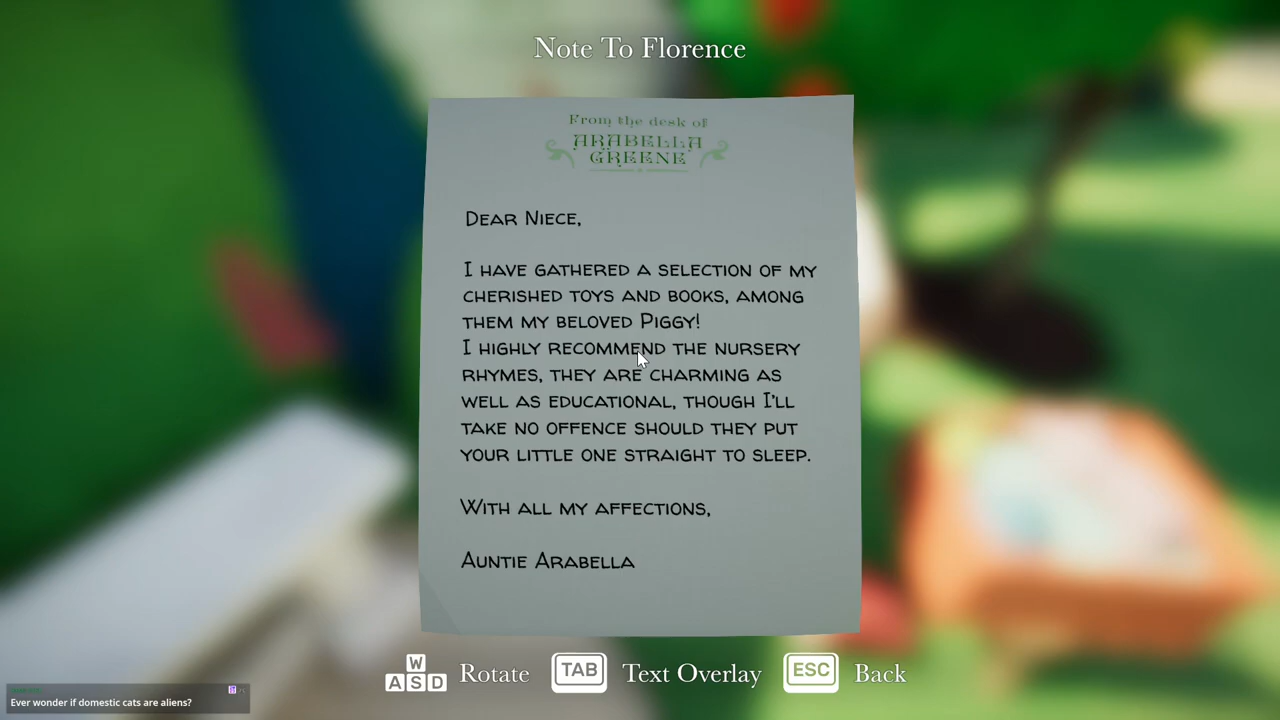 Note To Florence
From the desk of
ARABELLA
GREENE
DEAR NIECE,
I HAVE GATHERED A SELECTION OF MY
CHERISHED TOYS AND BOOKS, AMONG
THEM MY BELOVED PIGGY!
I HIGHLY RECOMMEND THE NURSERY
RHYMES, THEY ARE CHARMING AS
WELL AS EDUCATIONAL, THOUGH I'LL
TAKE NO OFFENCE SHOULD THEY PUT
YOUR LITTLE ONE STRAIGHT TO SLEEP.
WITH ALL MY AFFECTIONS,
AUNTIE ARABELLA
W
A S D Rotate TAB Text Overlay ESC Back
Ever wonder if domestic cats are aliens?